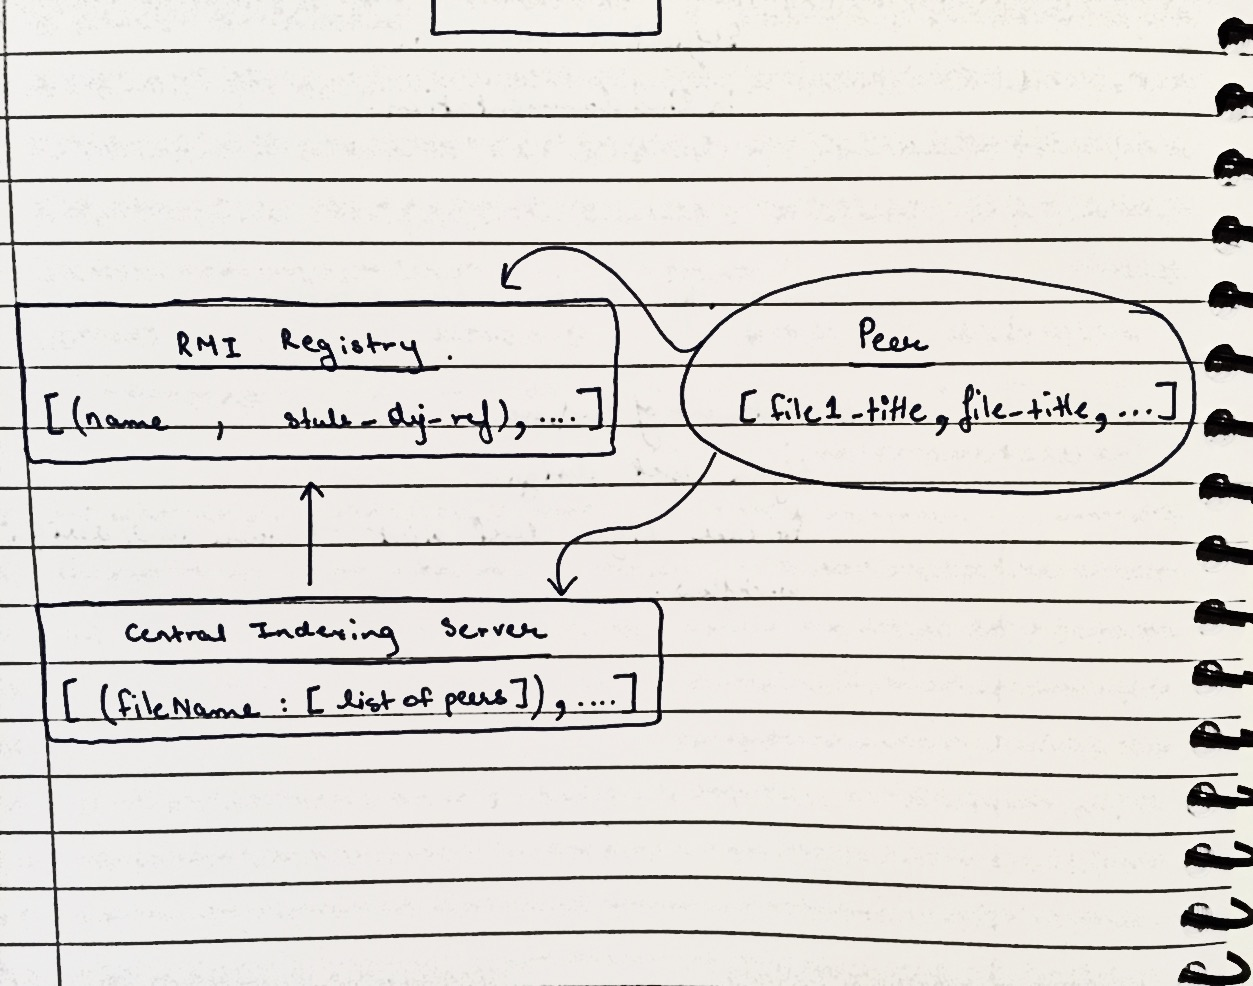 RMI Registry.
[(name , stub-obj-ref), ....]
Peer
[file1-title, file-title, ...]
Central Indexing Server
[ (fileName : [ list of peers]), ....]